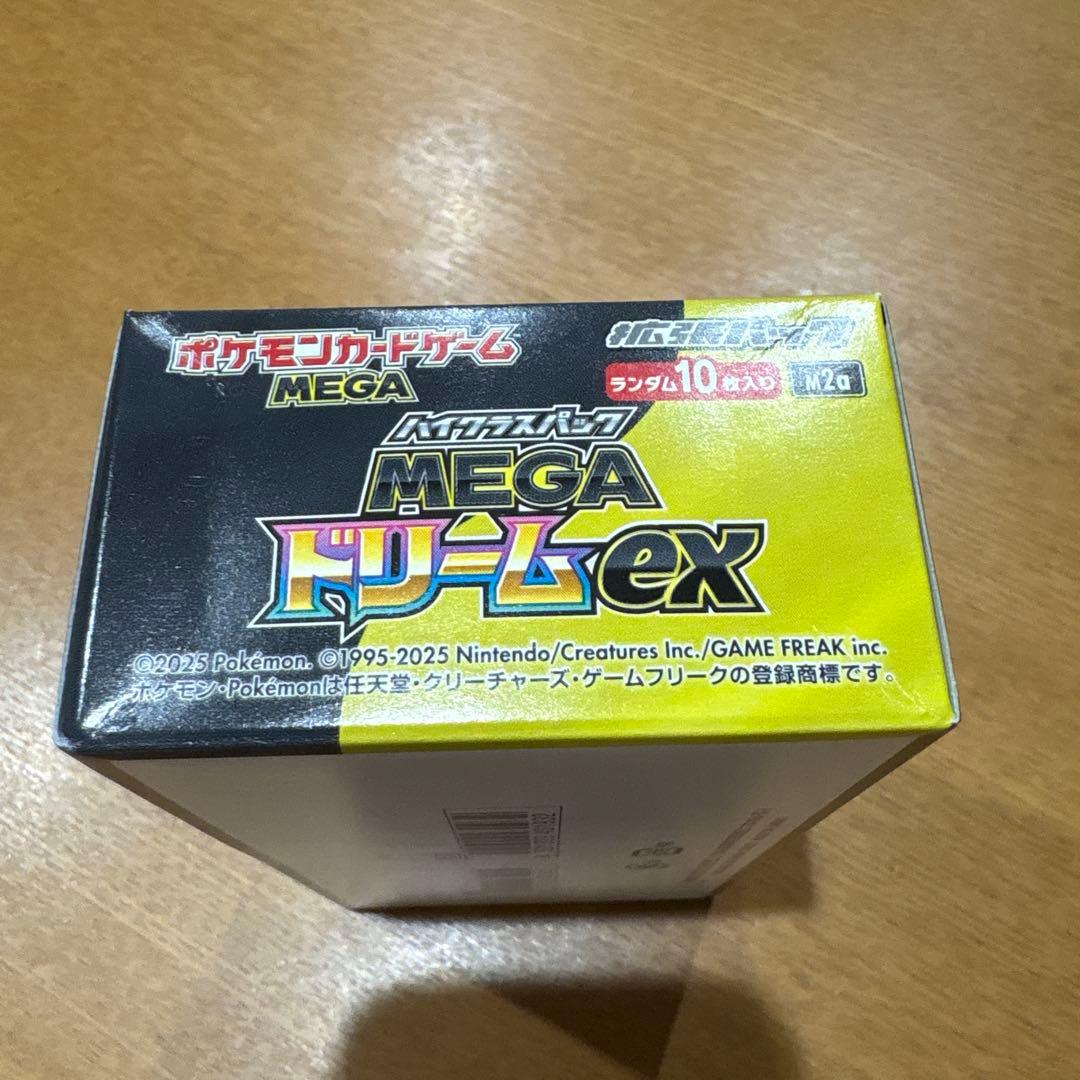 ポケモンカードゲーム
MEGA
拡張パック
ランダム10枚入り
M2a
ハイクラスパック
MEGA
ドリームex
©2025 Pokémon. ©1995-2025 Nintendo/Creatures Inc./GAME FREAK inc.
ポケモン・Pokémonは任天堂・クリーチャーズ・ゲームフリークの登録商標です。